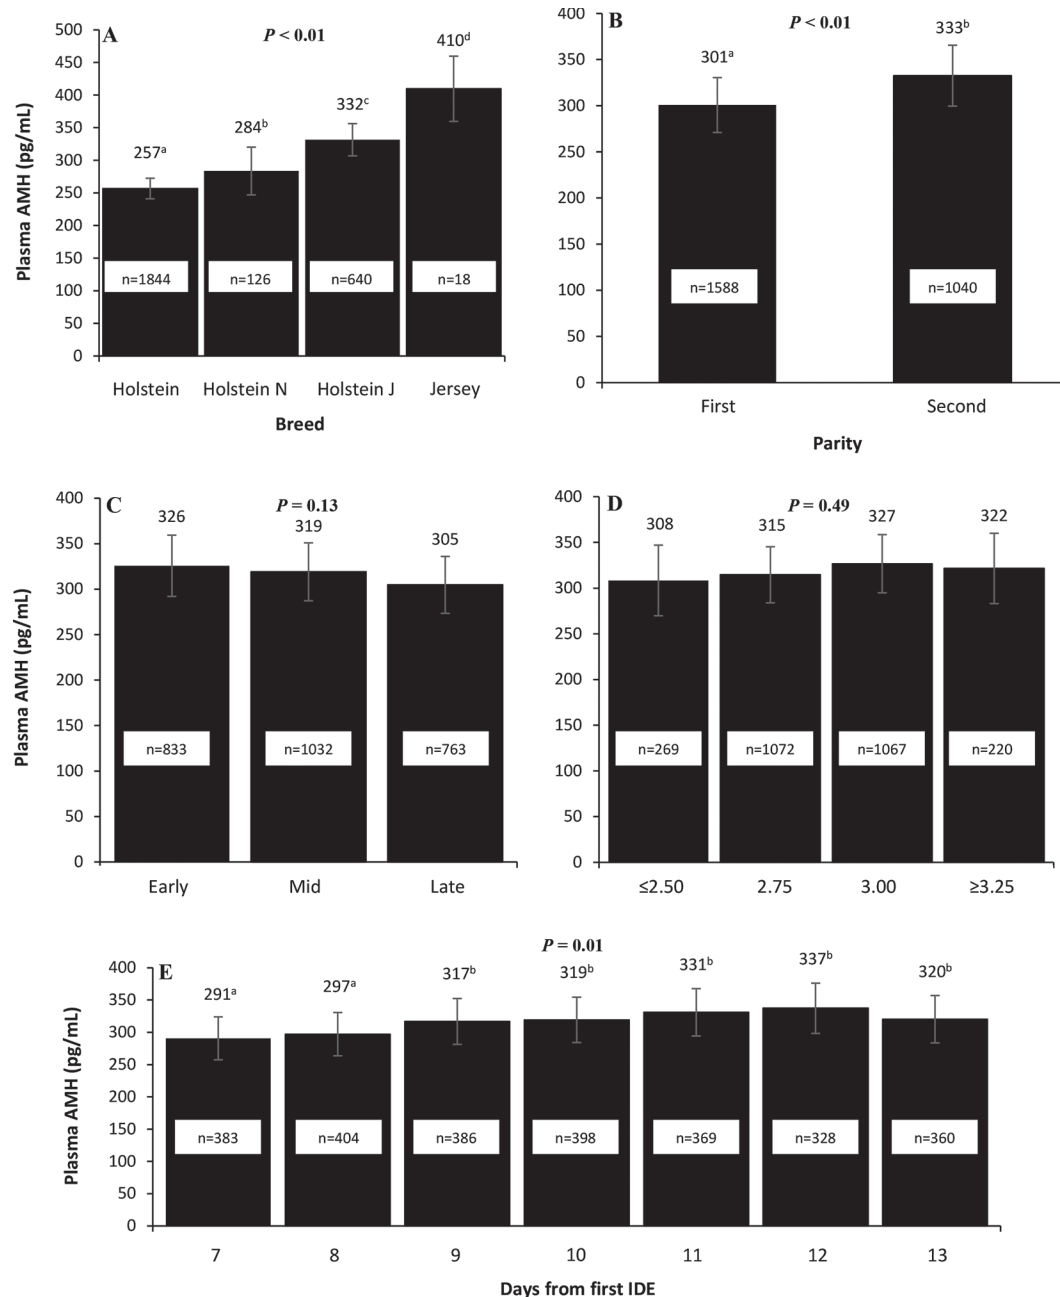 A
P < 0.01
Plasma AMH (pg/mL)
500
450
400
350
300
250
200
150
100
50
0
257ᵃ
284ᵇ
332ᶜ
410ᵈ
n=1844
n=126
n=640
n=18
Holstein
Holstein N
Holstein J
Jersey
Breed
B
P < 0.01
400
350
300
250
200
150
100
50
0
301ᵃ
333ᵇ
n=1588
n=1040
First
Second
Parity
C
P = 0.13
Plasma AMH (pg/mL)
400
350
300
250
200
150
100
50
0
326
319
305
n=833
n=1032
n=763
Early
Mid
Late
D
P = 0.49
400
350
300
250
200
150
100
50
0
308
315
327
322
n=269
n=1072
n=1067
n=220
≤2.50
2.75
3.00
≥3.25
E
P = 0.01
Plasma AMH (pg/mL)
400
350
300
250
200
150
100
50
0
291ᵃ
297ᵃ
317ᵇ
319ᵇ
331ᵇ
337ᵇ
320ᵇ
n=383
n=404
n=386
n=398
n=369
n=328
n=360
7
8
9
10
11
12
13
Days from first IDE